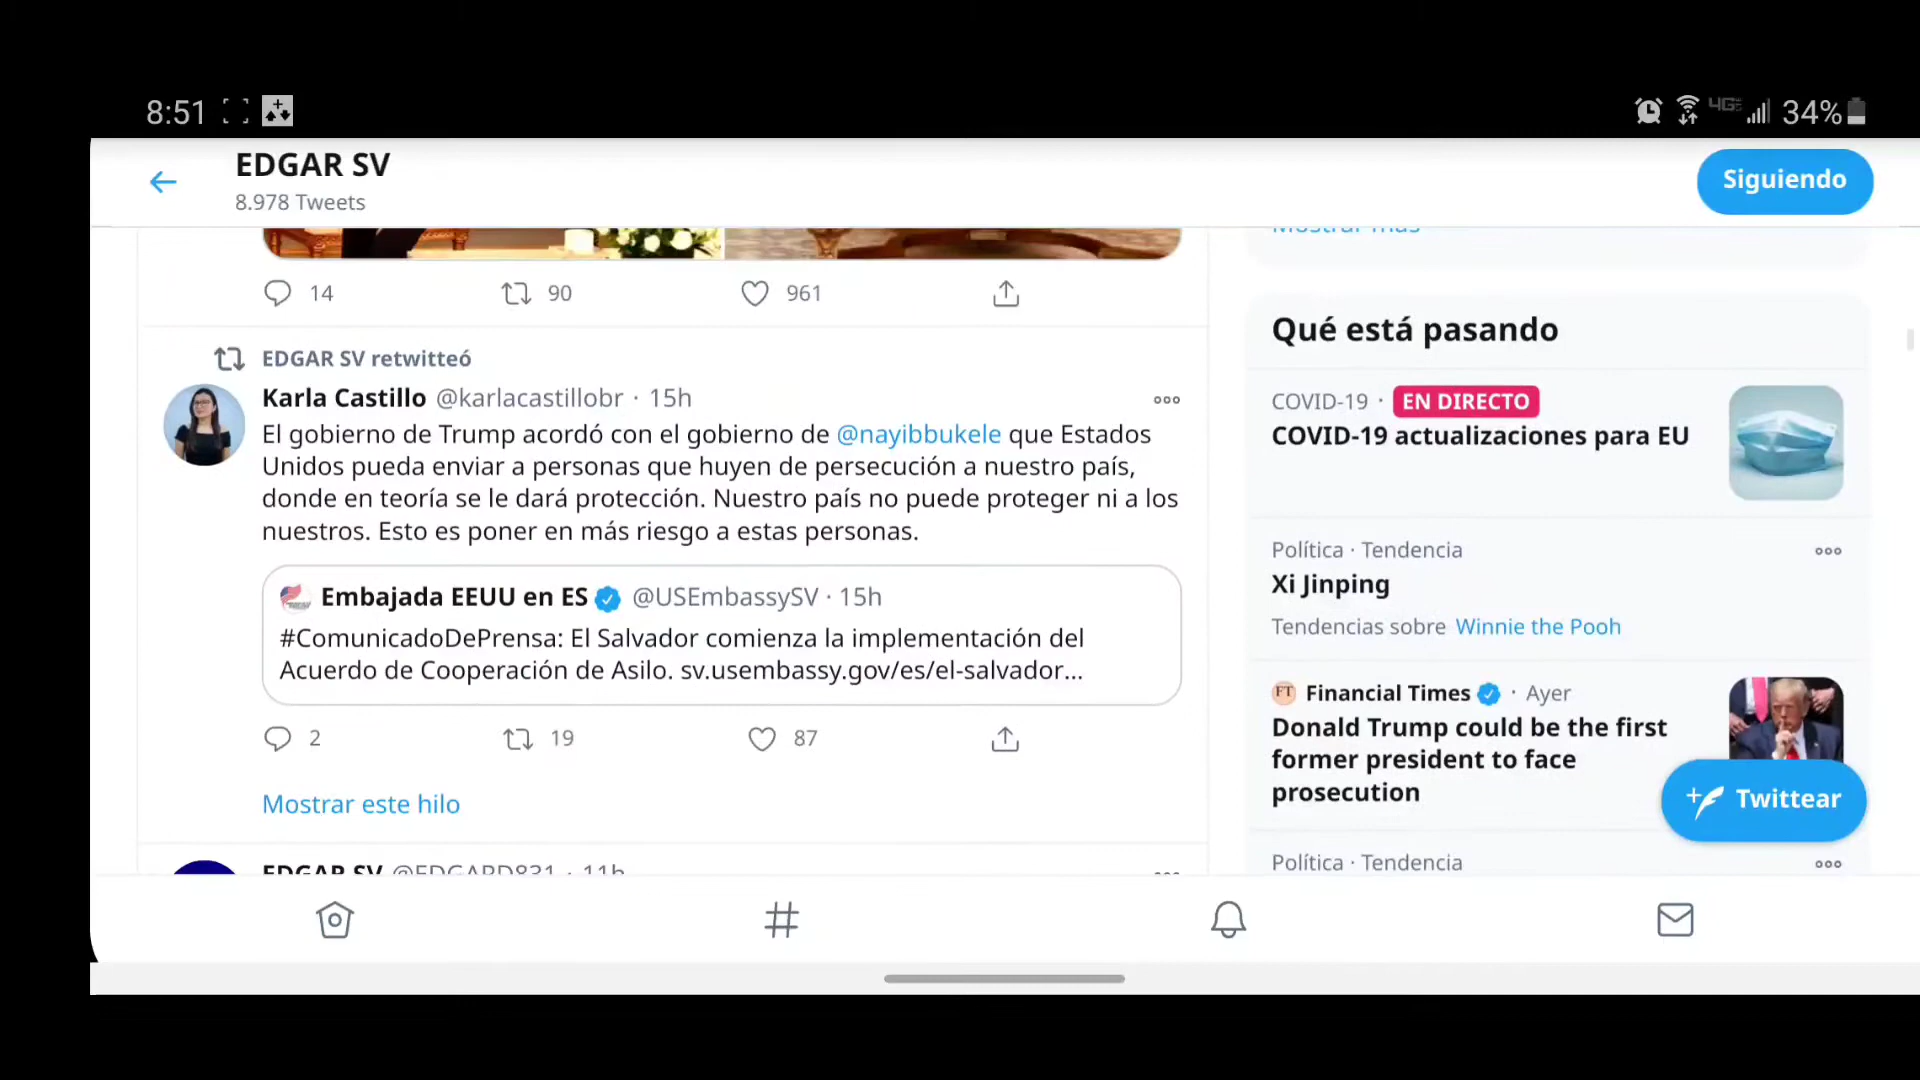 8:51
4G
34%
EDGAR SV
8.978 Tweets
Siguiendo
Mostrar más
14
90
961
EDGAR SV retwitteó
Karla Castillo @karlacastillobr · 15h
El gobierno de Trump acordó con el gobierno de @nayibbukele que Estados
Unidos pueda enviar a personas que huyen de persecución a nuestro país,
donde en teoría se le dará protección. Nuestro país no puede proteger ni a los
nuestros. Esto es poner en más riesgo a estas personas.
Embajada EEUU en ES @USEmbassySV · 15h
#ComunicadoDePrensa: El Salvador comienza la implementación del
Acuerdo de Cooperación de Asilo. sv.usembassy.gov/es/el-salvador...
2
19
87
Mostrar este hilo
EDGAR SV @EDGARD831 · 11h
Qué está pasando
COVID-19 · EN DIRECTO
COVID-19 actualizaciones para EU
Política · Tendencia
Xi Jinping
Tendencias sobre Winnie the Pooh
FT Financial Times · Ayer
Donald Trump could be the first
former president to face
prosecution
Twittear
Política · Tendencia